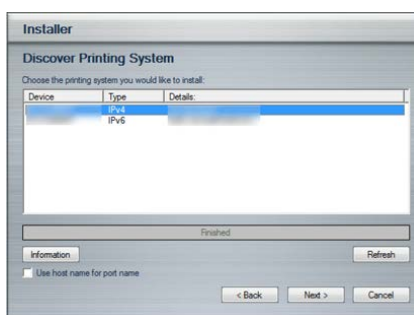 Installer
Discover Printing System
Choose the printing system you would like to install:
Device Type Details:
IPv4
IPv6
Finished
Information Refresh
Use host name for port name
< Back Next > Cancel